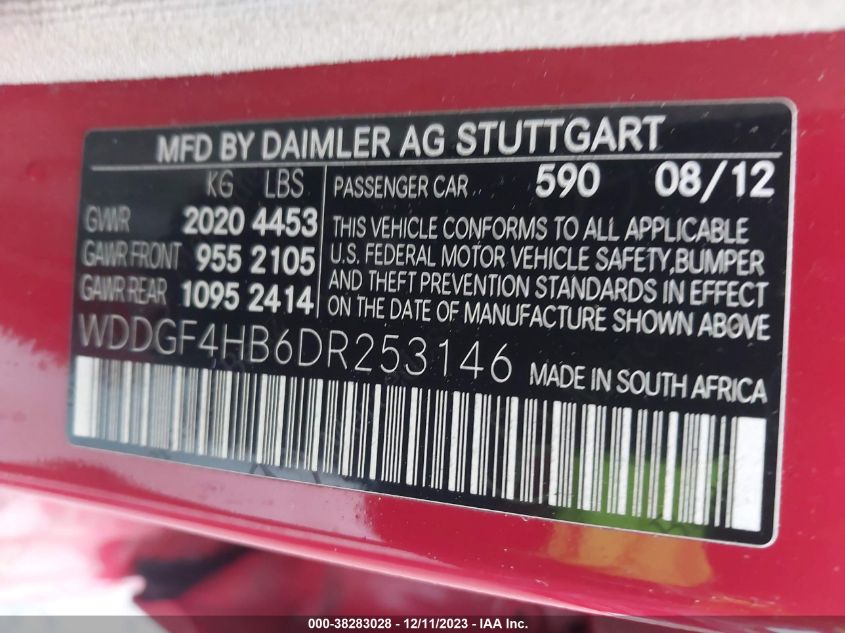 MFD BY DAIMLER AG STUTTGART
KG LBS
GVWR 2020 4453
GAWR FRONT 955 2105
GAWR REAR 1095 2414
PASSENGER CAR 590 08/12
THIS VEHICLE CONFORMS TO ALL APPLICABLE
U.S. FEDERAL MOTOR VEHICLE SAFETY,BUMPER
AND THEFT PREVENTION STANDARDS IN EFFECT
ON THE DATE OF MANUFACTURE SHOWN ABOVE
WDDGF4HB6DR253146 MADE IN SOUTH AFRICA
000-38283028 - 12/11/2023 - IAA Inc.